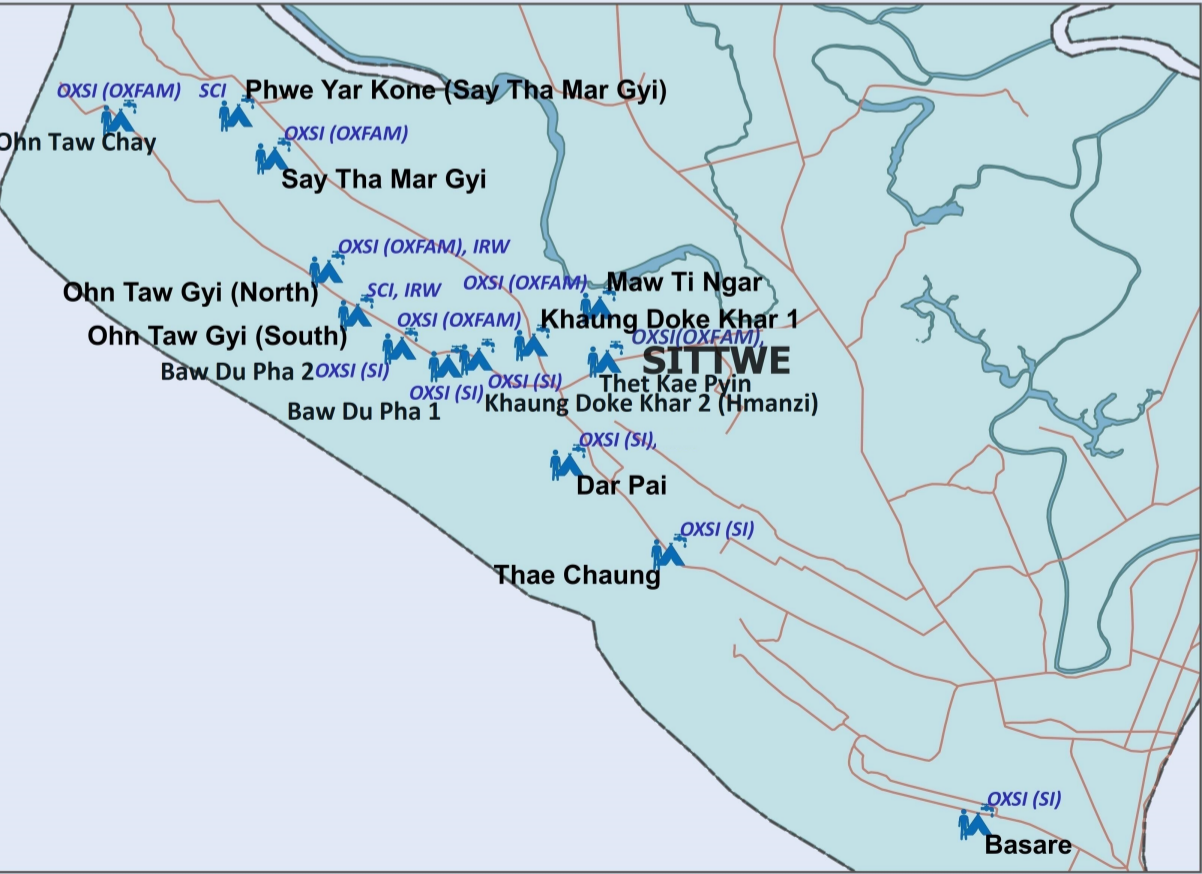 OXSI (OXFAM)
SCI
Phwe Yar Kone (Say Tha Mar Gyi)
Ohn Taw Chay
OXSI (OXFAM)
Say Tha Mar Gyi
OXSI (OXFAM), IRW
Ohn Taw Gyi (North)
SCI, IRW
OXSI (OXFAM)
Maw Ti Ngar
Ohn Taw Gyi (South)
OXSI (OXFAM)
Khaung Doke Khar 1
OXSI(OXFAM),
SITTWE
Baw Du Pha 2
OXSI (SI)
OXSI (SI)
OXSI (SI)
Thet Kae Pyin
Baw Du Pha 1
Khaung Doke Khar 2 (Hmanzi)
OXSI (SI),
Dar Pai
OXSI (SI)
Thae Chaung
OXSI (SI)
Basare